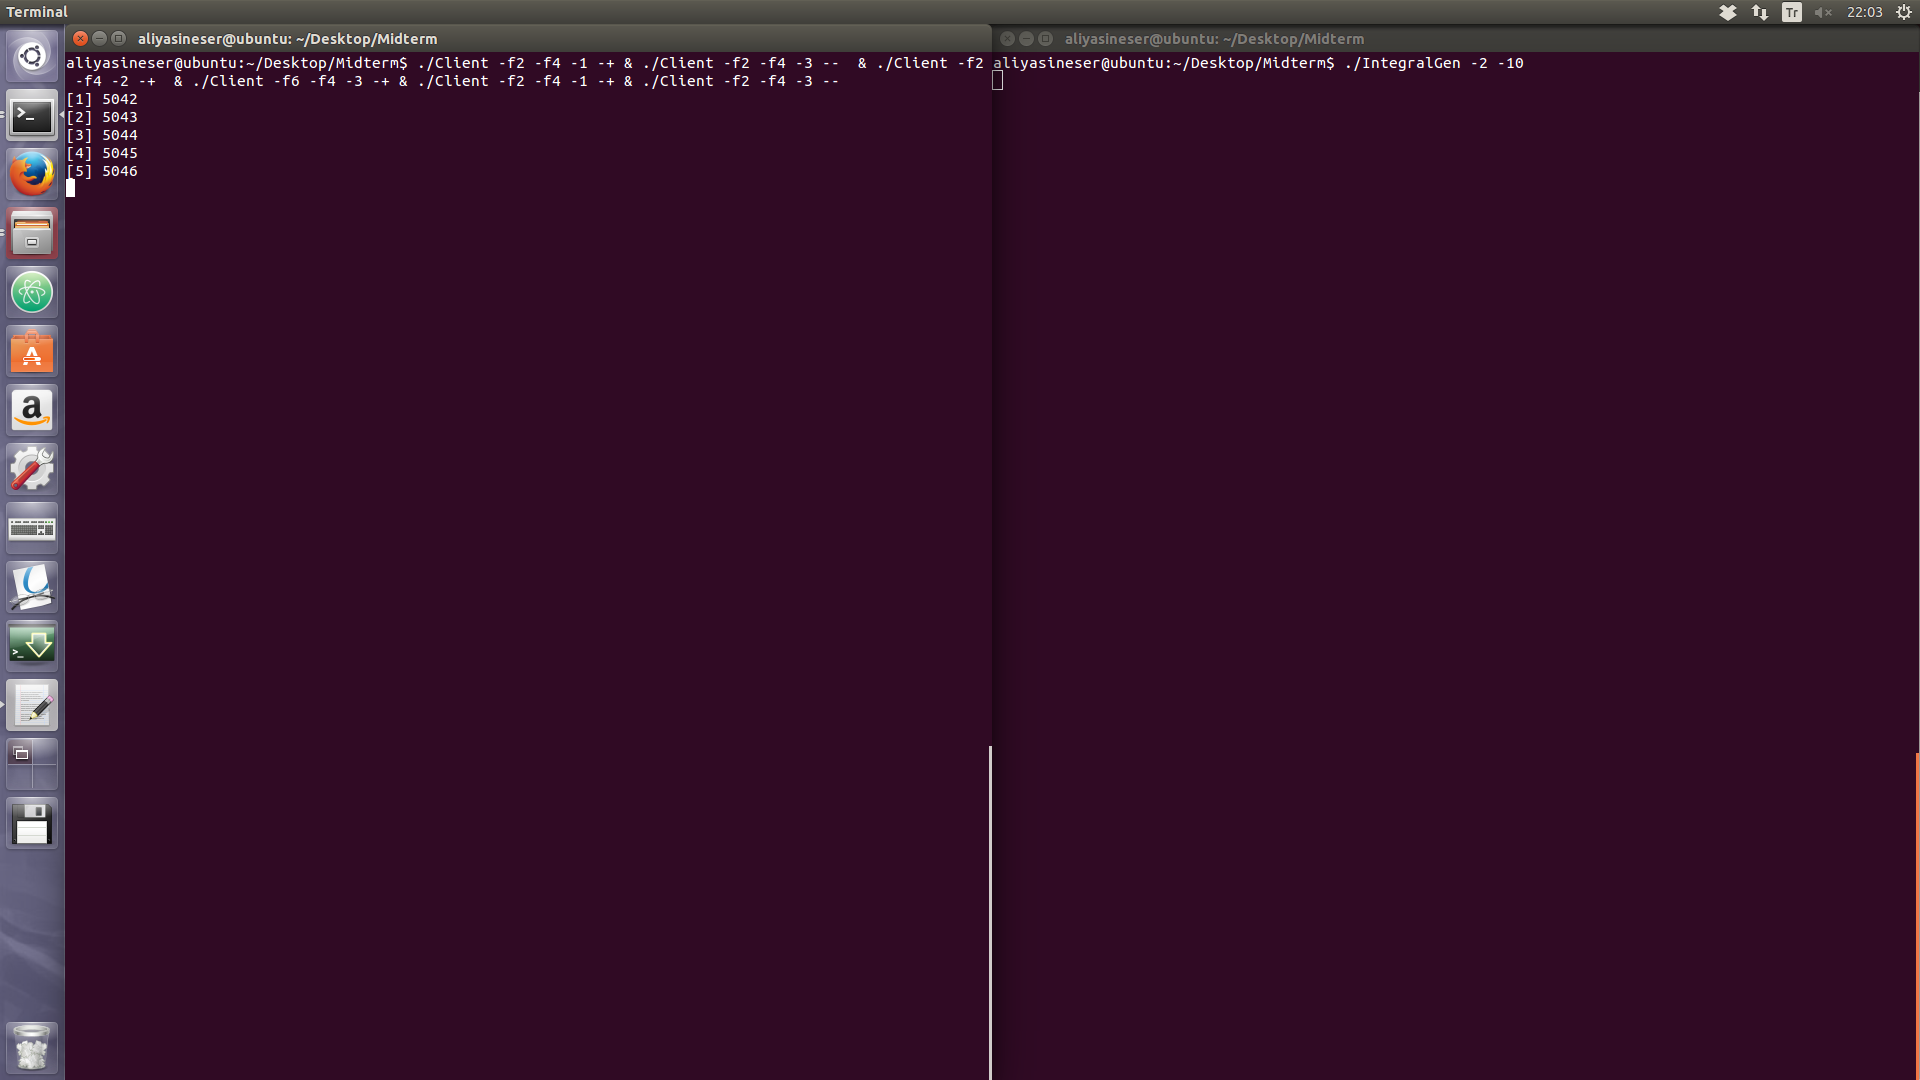 Terminal
Tr
22:03
aliyasineser@ubuntu: ~/Desktop/Midterm
aliyasineser@ubuntu:~/Desktop/Midterm$ ./Client -f2 -f4 -1 -+ & ./Client -f2 -f4 -3 --  & ./Client -f2
 -f4 -2 -+  & ./Client -f6 -f4 -3 -+ & ./Client -f2 -f4 -1 -+ & ./Client -f2 -f4 -3 --
[1] 5042
[2] 5043
[3] 5044
[4] 5045
[5] 5046
aliyasineser@ubuntu: ~/Desktop/Midterm
aliyasineser@ubuntu:~/Desktop/Midterm$ ./IntegralGen -2 -10